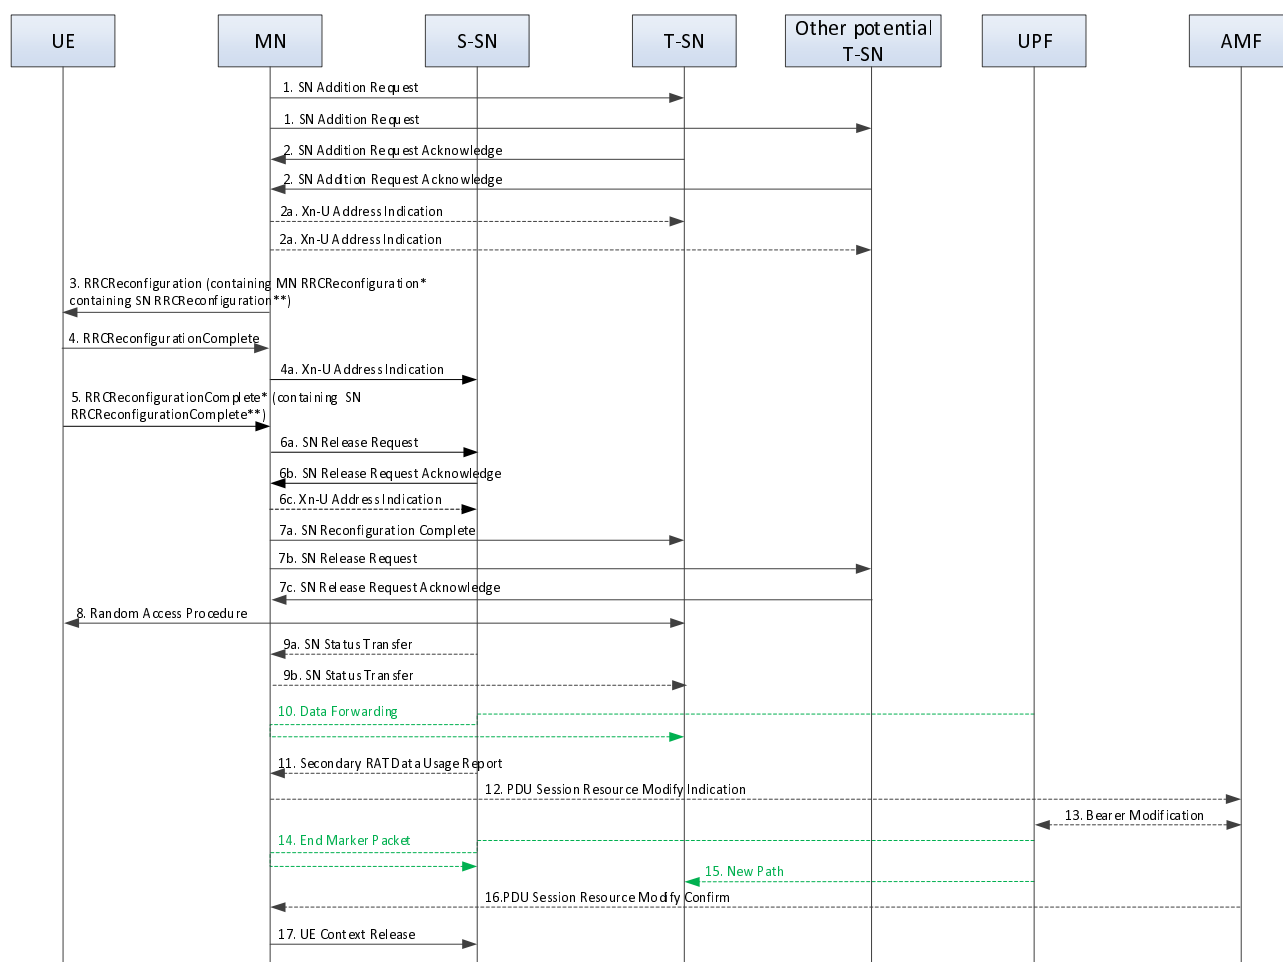 UE
MN
S-SN
T-SN
Other potential
T-SN
UPF
AMF
1. SN Addition Request
1. SN Addition Request
2. SN Addition Request Acknowledge
2. SN Addition Request Acknowledge
2a. Xn-U Address Indication
2a. Xn-U Address Indication
3. RRCReconfiguration (containing MN RRCReconfiguration*
containing SN RRCReconfiguration**)
4. RRCReconfigurationComplete
4a. Xn-U Address Indication
5. RRCReconfigurationComplete* (containing SN
RRCReconfigurationComplete**)
6a. SN Release Request
6b. SN Release Request Acknowledge
6c. Xn-U Address Indication
7a. SN Reconfiguration Complete
7b. SN Release Request
7c. SN Release Request Acknowledge
8. Random Access Procedure
9a. SN Status Transfer
9b. SN Status Transfer
10. Data Forwarding
11. Secondary RAT Data Usage Report
12. PDU Session Resource Modify Indication
13. Bearer Modification
14. End Marker Packet
15. New Path
16.PDU Session Resource Modify Confirm
17. UE Context Release